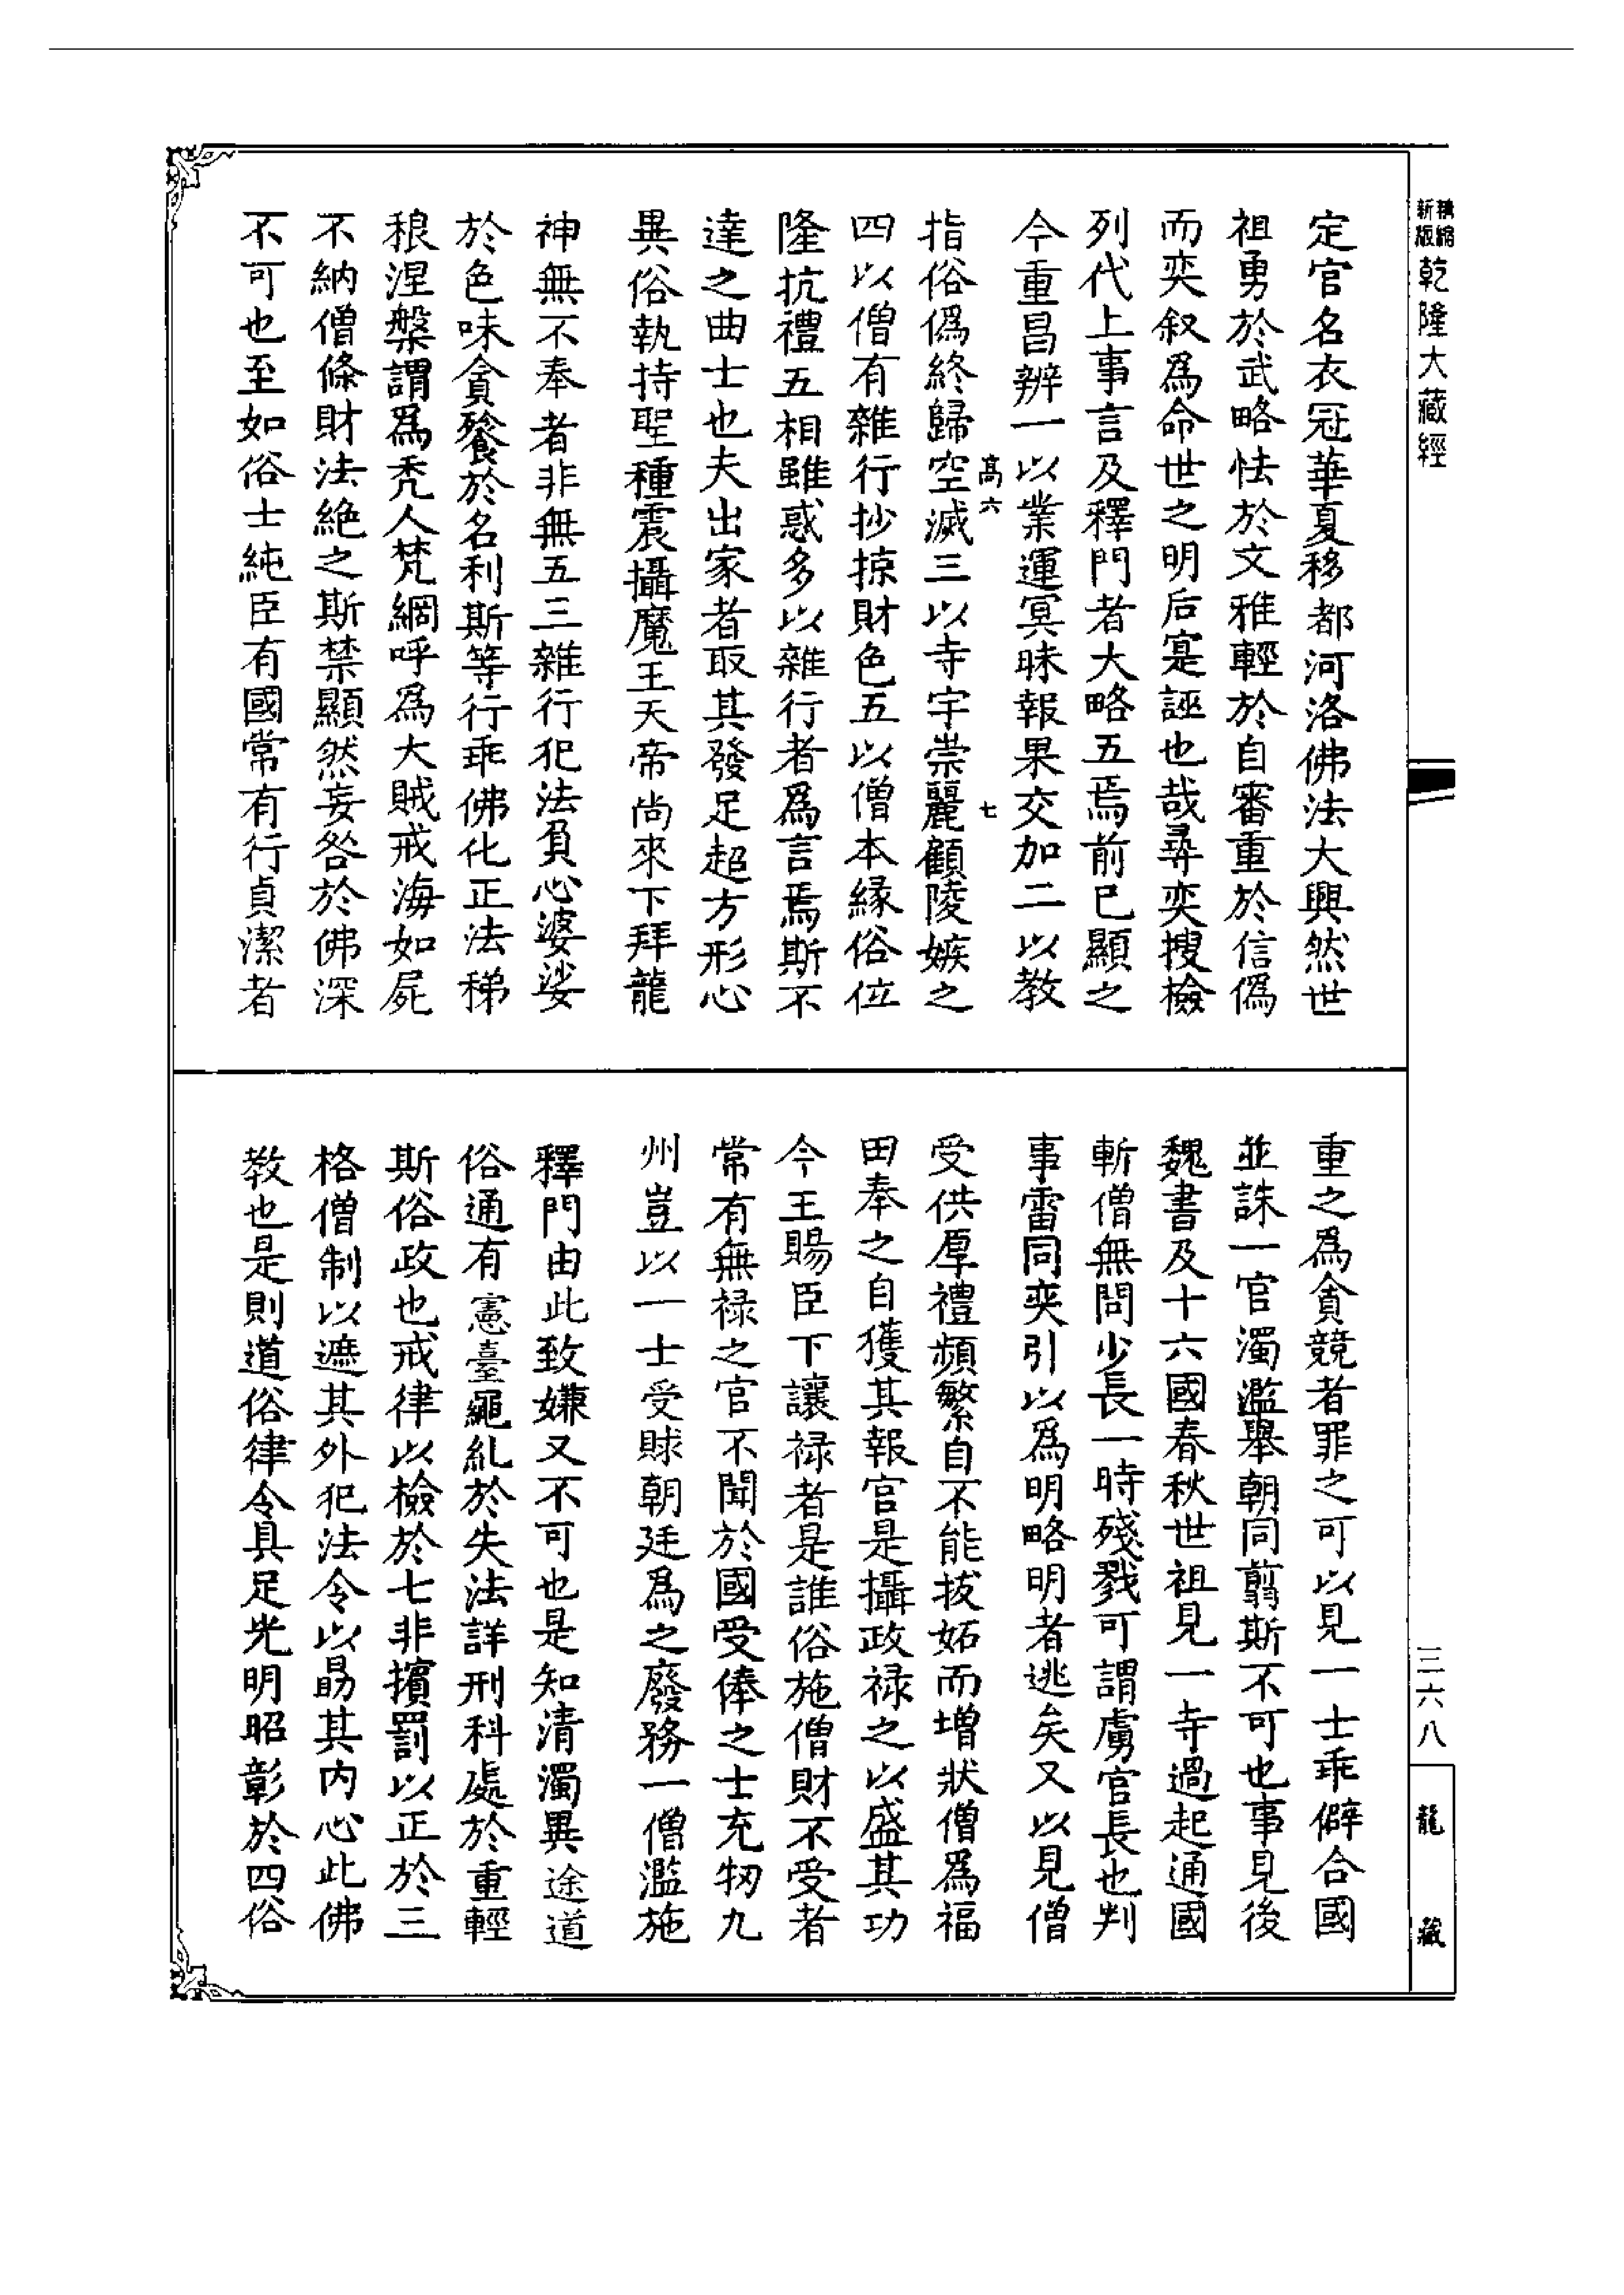 精縮
新版
乾隆大藏經
定官名衣冠華夏移都河洛佛法大興然世
祖勇於武略怯於文雅輕於自審重於信僞
而奕叙爲命世之明后寔誣也哉尋奕搜檢
列代上事言及釋門者大略五焉前已顯之
今重昌辨一以業運冥昧報果交加二以教
高六
七
指俗僞終歸空滅三以寺宇崇麗顧陵嫉之
四以僧有雜行抄掠財色五以僧本緣俗位
隆抗禮五相雖惑多以雜行者爲言焉斯不
達之曲士也夫出家者取其發足超方形心
異俗執持聖種震攝魔王天帝尚來下拜龍
神無不奉者非無五三雜行犯法負心婆娑
於色味貪餮於名利斯等行乖佛化正法稊
稂涅槃謂爲禿人梵網呼爲大賊戒海如屍
不納僧條財法絶之斯禁顯然妄咎於佛深
不可也至如俗士純臣有國常有行貞潔者
重之爲貪競者罪之可以見一士乖僻合國
並誅一官濁濫舉朝同翦斯不可也事見後
魏書及十六國春秋世祖見一寺過起通國
斬僧無問少長一時殘戮可謂虜官長也判
事雷同奕引以爲明略明者逃矣又以見僧
受供厚禮頻繁自不能拔妬而增狀僧爲福
田奉之自獲其報官是攝政禄之以盛其功
今王賜臣下讓禄者是誰俗施僧財不受者
常有無禄之官不聞於國受俸之士充牣九
州豈以一士受賕朝廷爲之廢務一僧濫施
釋門由此致嫌又不可也是知清濁異途道
俗通有憲臺繩糺於失法詳刑科處於重輕
斯俗政也戒律以檢於七非擯罰以正於三
格僧制以遮其外犯法令以勗其内心此佛
教也是則道俗律令具足光明昭彰於四俗
三六八
龍藏